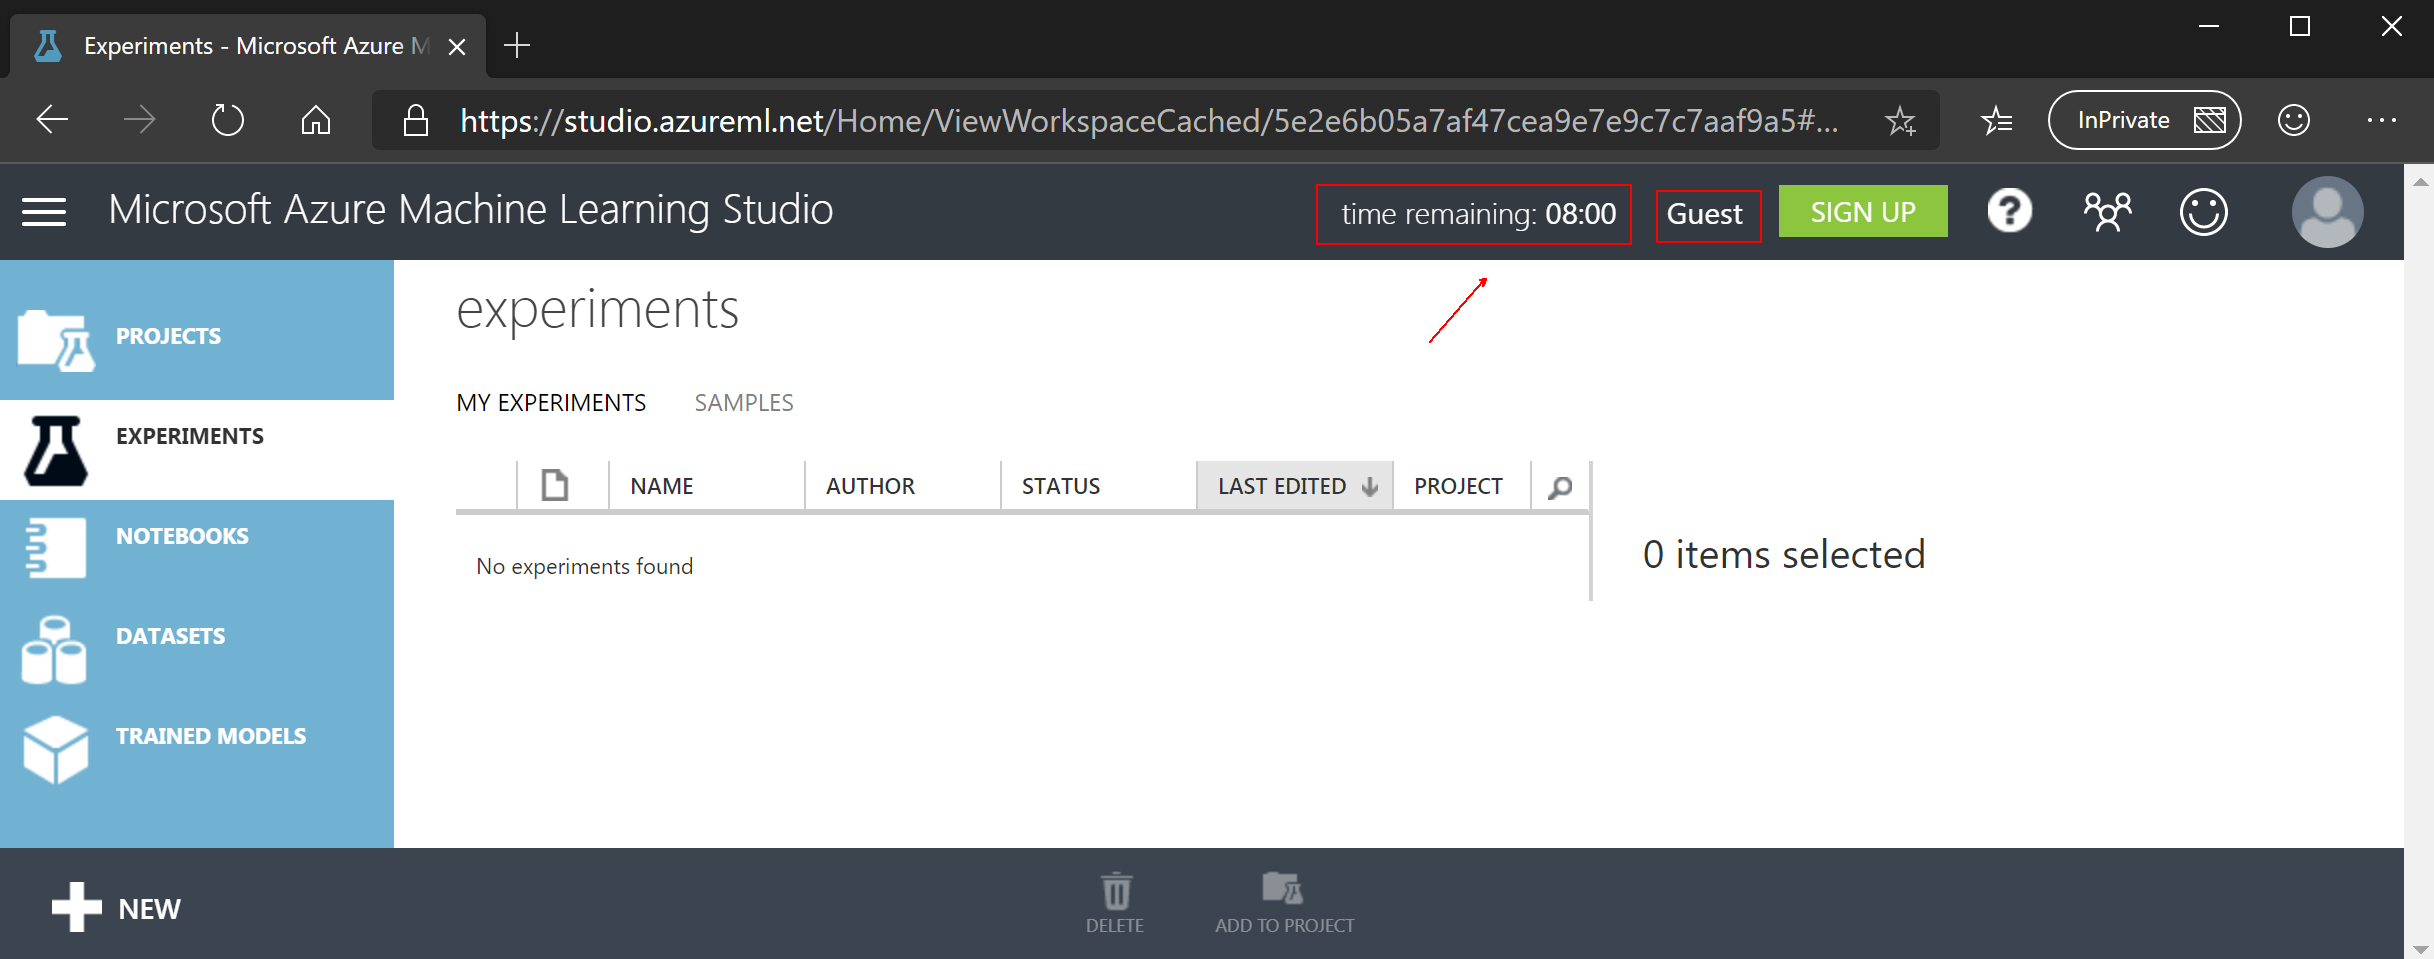 Experiments - Microsoft Azure M
https://studio.azureml.net/Home/ViewWorkspaceCached/5e2e6b05a7af47cea9e7e9c7c7aaf9a5#...
InPrivate
Microsoft Azure Machine Learning Studio
time remaining: 08:00
Guest
SIGN UP
PROJECTS
EXPERIMENTS
NOTEBOOKS
DATASETS
TRAINED MODELS
experiments
MY EXPERIMENTS SAMPLES
NAME AUTHOR STATUS LAST EDITED PROJECT
No experiments found
0 items selected
NEW
DELETE
ADD TO PROJECT